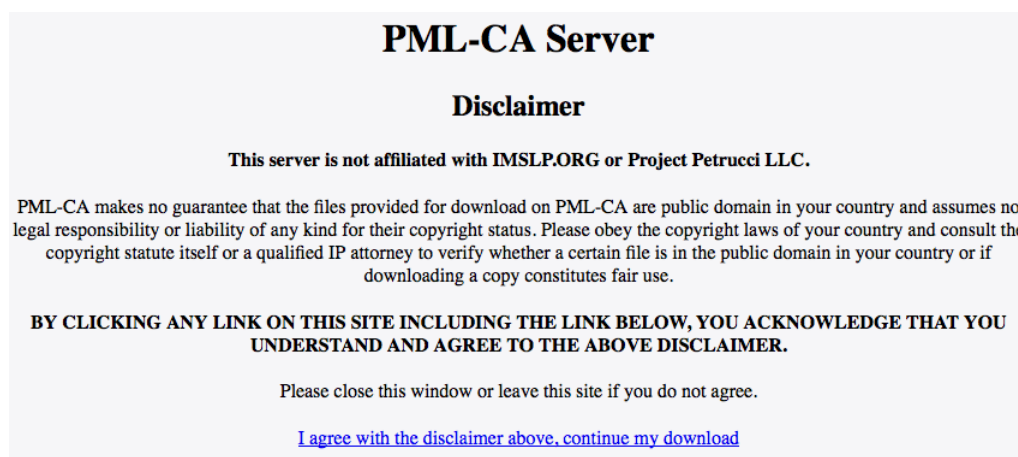 PML-CA Server
Disclaimer
This server is not affiliated with IMSLP.ORG or Project Petrucci LLC.
PML-CA makes no guarantee that the files provided for download on PML-CA are public domain in your country and assumes no
legal responsibility or liability of any kind for their copyright status. Please obey the copyright laws of your country and consult the
copyright statute itself or a qualified IP attorney to verify whether a certain file is in the public domain in your country or if
downloading a copy constitutes fair use.
BY CLICKING ANY LINK ON THIS SITE INCLUDING THE LINK BELOW, YOU ACKNOWLEDGE THAT YOU
UNDERSTAND AND AGREE TO THE ABOVE DISCLAIMER.
Please close this window or leave this site if you do not agree.
I agree with the disclaimer above, continue my download